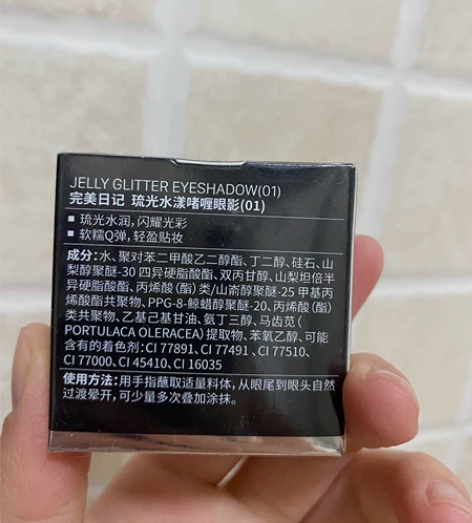 JELLY GLITTER EYESHADOW(01)
完美日记 琉光水漾啫喱眼影(01)
▪ 琉光水润，闪耀光彩
▪ 软糯Q弹，轻盈贴妆
成分：水、聚对苯二甲酸乙二醇酯、丁二醇、硅石、山
梨醇聚醚-30 四异硬脂酸酯、双丙甘醇、山梨坦倍半
异硬脂酸酯、丙烯酸（酯）类/山嵛醇聚醚-25 甲基丙
烯酸酯共聚物、PPG-8-鲸蜡醇聚醚-20、丙烯酸（酯）
类共聚物、乙基己基甘油、氨丁三醇、马齿苋（
PORTULACA OLERACEA）提取物、苯氧乙醇、可能
含有的着色剂：CI 77891、CI 77491 、CI 77510、
CI 77000、CI 45410、CI 16035
使用方法：用手指蘸取适量料体，从眼尾到眼头自然
过渡晕开，可少量多次叠加涂抹。